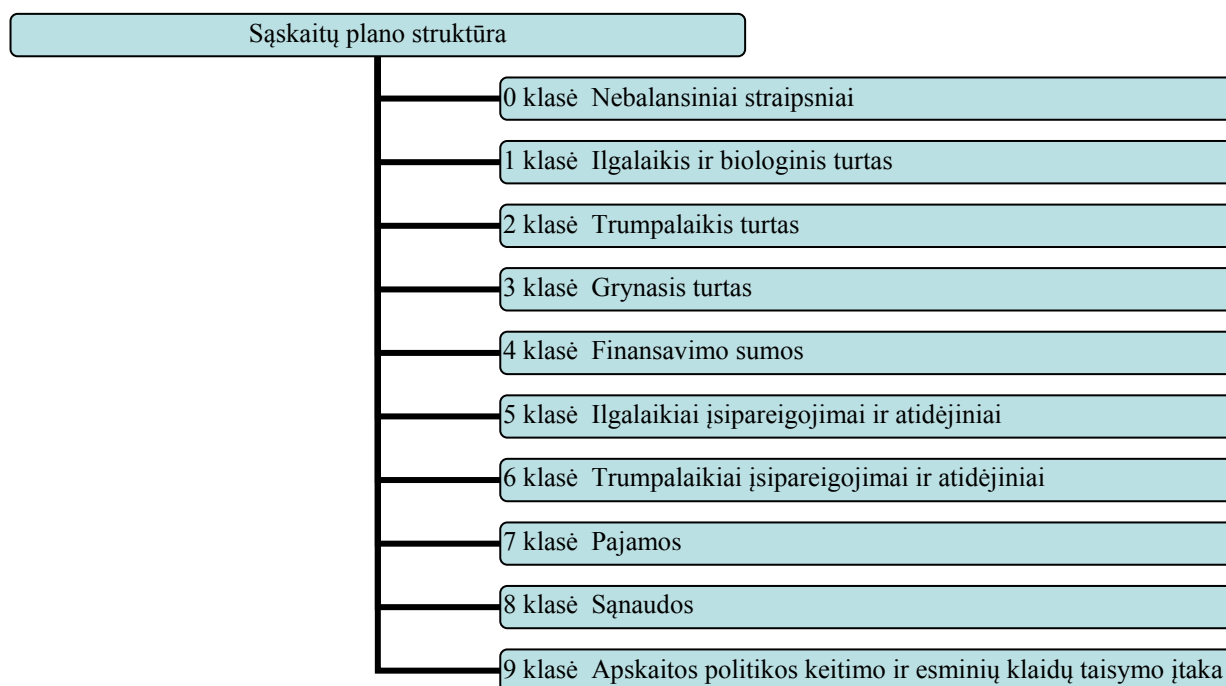 Sąskaitų plano struktūra
0 klasė Nebalansiniai straipsniai
1 klasė Ilgalaikis ir biologinis turtas
2 klasė Trumpalaikis turtas
3 klasė Grynasis turtas
4 klasė Finansavimo sumos
5 klasė Ilgalaikiai įsipareigojimai ir atidėjiniai
6 klasė Trumpalaikiai įsipareigojimai ir atidėjiniai
7 klasė Pajamos
8 klasė Sąnaudos
9 klasė Apskaitos politikos keitimo ir esminių klaidų taisymo įtaka